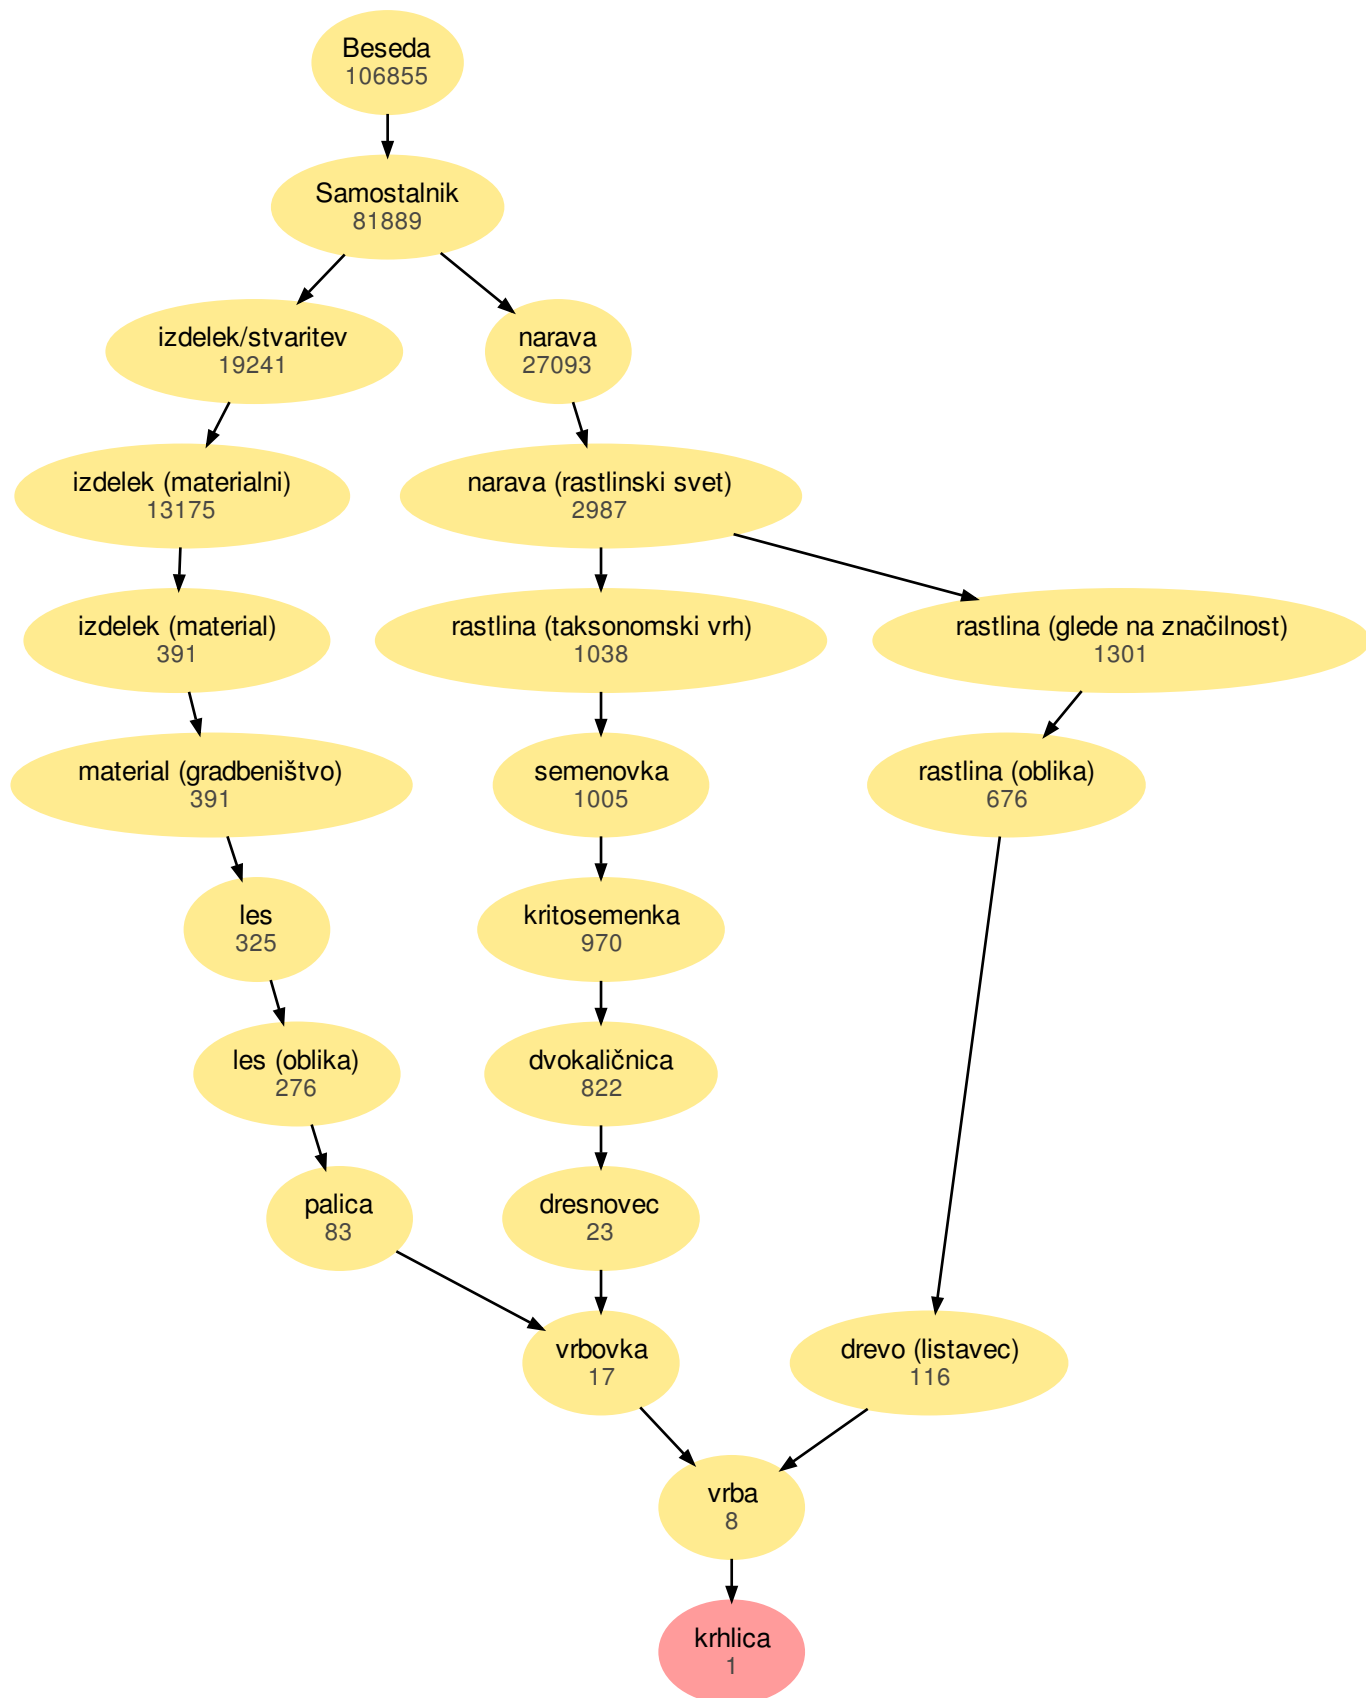 Beseda
106855
Samostalnik
81889
izdelek/stvaritev
19241
narava
27093
izdelek (materialni)
13175
narava (rastlinski svet)
2987
izdelek (material)
391
rastlina (taksonomski vrh)
1038
rastlina (glede na značilnost)
1301
material (gradbeništvo)
391
semenovka
1005
rastlina (oblika)
676
les
325
kritosemenka
970
les (oblika)
276
dvokaličnica
822
palica
83
dresnovec
23
vrbovka
17
drevo (listavec)
116
vrba
8
krhlica
1